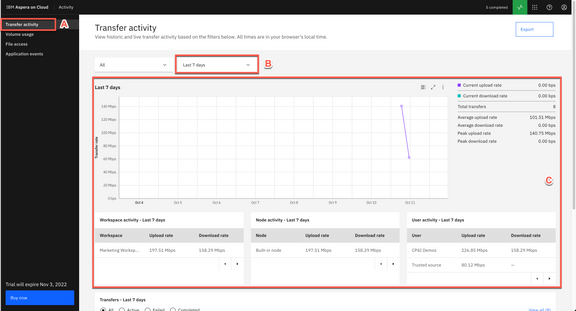 IBM Aspera on Cloud
Activity
0 completed
Transfer activity
A
Volume usage
File access
Application events
Transfer activity
View historic and live transfer activity based on the filters below. All times are in your browser's local time.
Export
All
Last 7 days
B
Last 7 days
Current upload rate 0.00 bps
Current download rate 0.00 bps
Total transfers 8
Average upload rate 101.51 Mbps
Average download rate 0.00 bps
Peak upload rate 140.75 Mbps
Peak download rate 0.00 bps
Transfer rate
140 Mbps
120 Mbps
100 Mbps
80 Mbps
60 Mbps
40 Mbps
20 Mbps
0 bps
Oct 4 Oct 5 Oct 6 Oct 7 Oct 8 Oct 9 Oct 10 Oct 11
C
Workspace activity - Last 7 days
Workspace Upload rate Download rate
Marketing Worksp... 197.51 Mbps 158.29 Mbps
Node activity - Last 7 days
Node Upload rate Download rate
Built-in node 197.51 Mbps 158.29 Mbps
User activity - Last 7 days
User Upload rate Download rate
CP4I Demos 226.85 Mbps 158.29 Mbps
Trusted source 80.12 Mbps --
Trial will expire Nov 3, 2022
Buy now
Transfers - Last 7 days
All Active Failed Completed
View all (8)